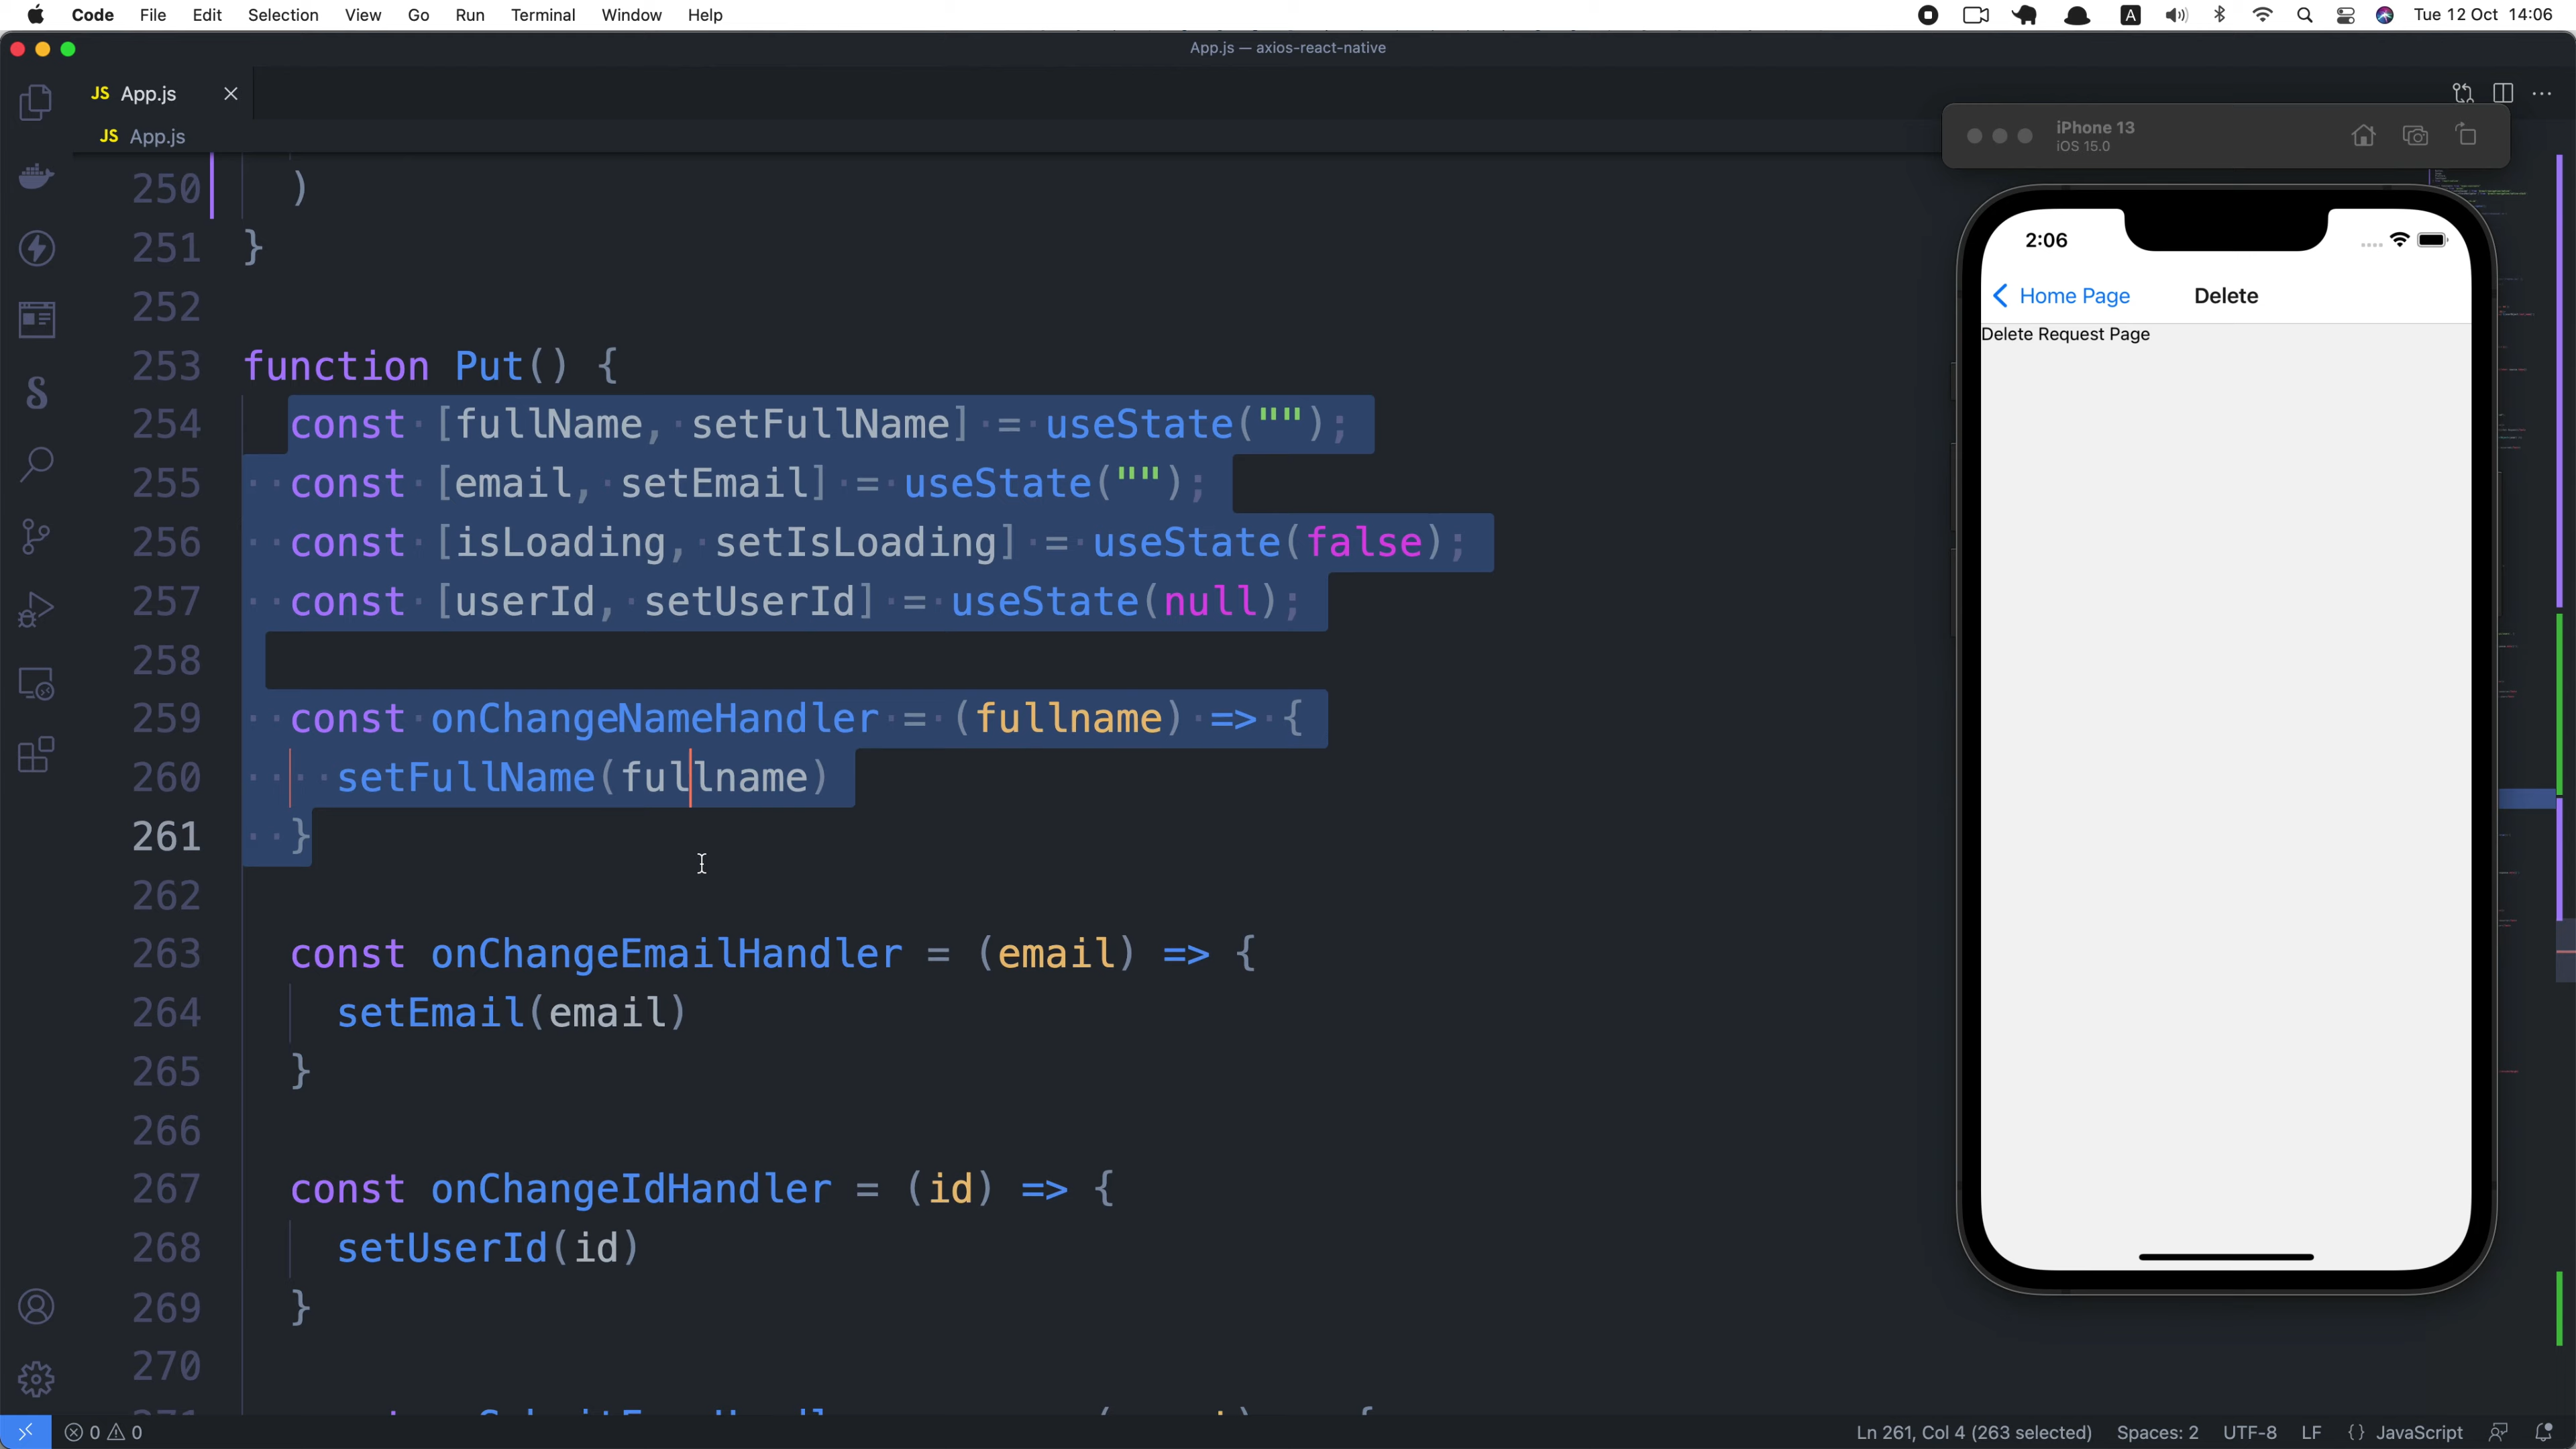 Code File Edit Selection View Go Run Terminal Window Help A Tue 12 Oct 14:06
App.js — axios-react-native
JS App.js
JS App.js
iPhone 13
iOS 15.0
250 )
251 }
252
253 function Put() {
254 const [fullName, setFullName] = useState("");
255 const [email, setEmail] = useState("");
256 const [isLoading, setIsLoading] = useState(false);
257 const [userId, setUserId] = useState(null);
258
259 const onChangeNameHandler = (fullname) => {
260 setFullName(fullname)
261 }
262
263 const onChangeEmailHandler = (email) => {
264 setEmail(email)
265 }
266
267 const onChangeIdHandler = (id) => {
268 setUserId(id)
269 }
270
2:06
Home Page Delete
Delete Request Page
0 0 Ln 261, Col 4 (263 selected) Spaces: 2 UTF-8 LF {} JavaScript